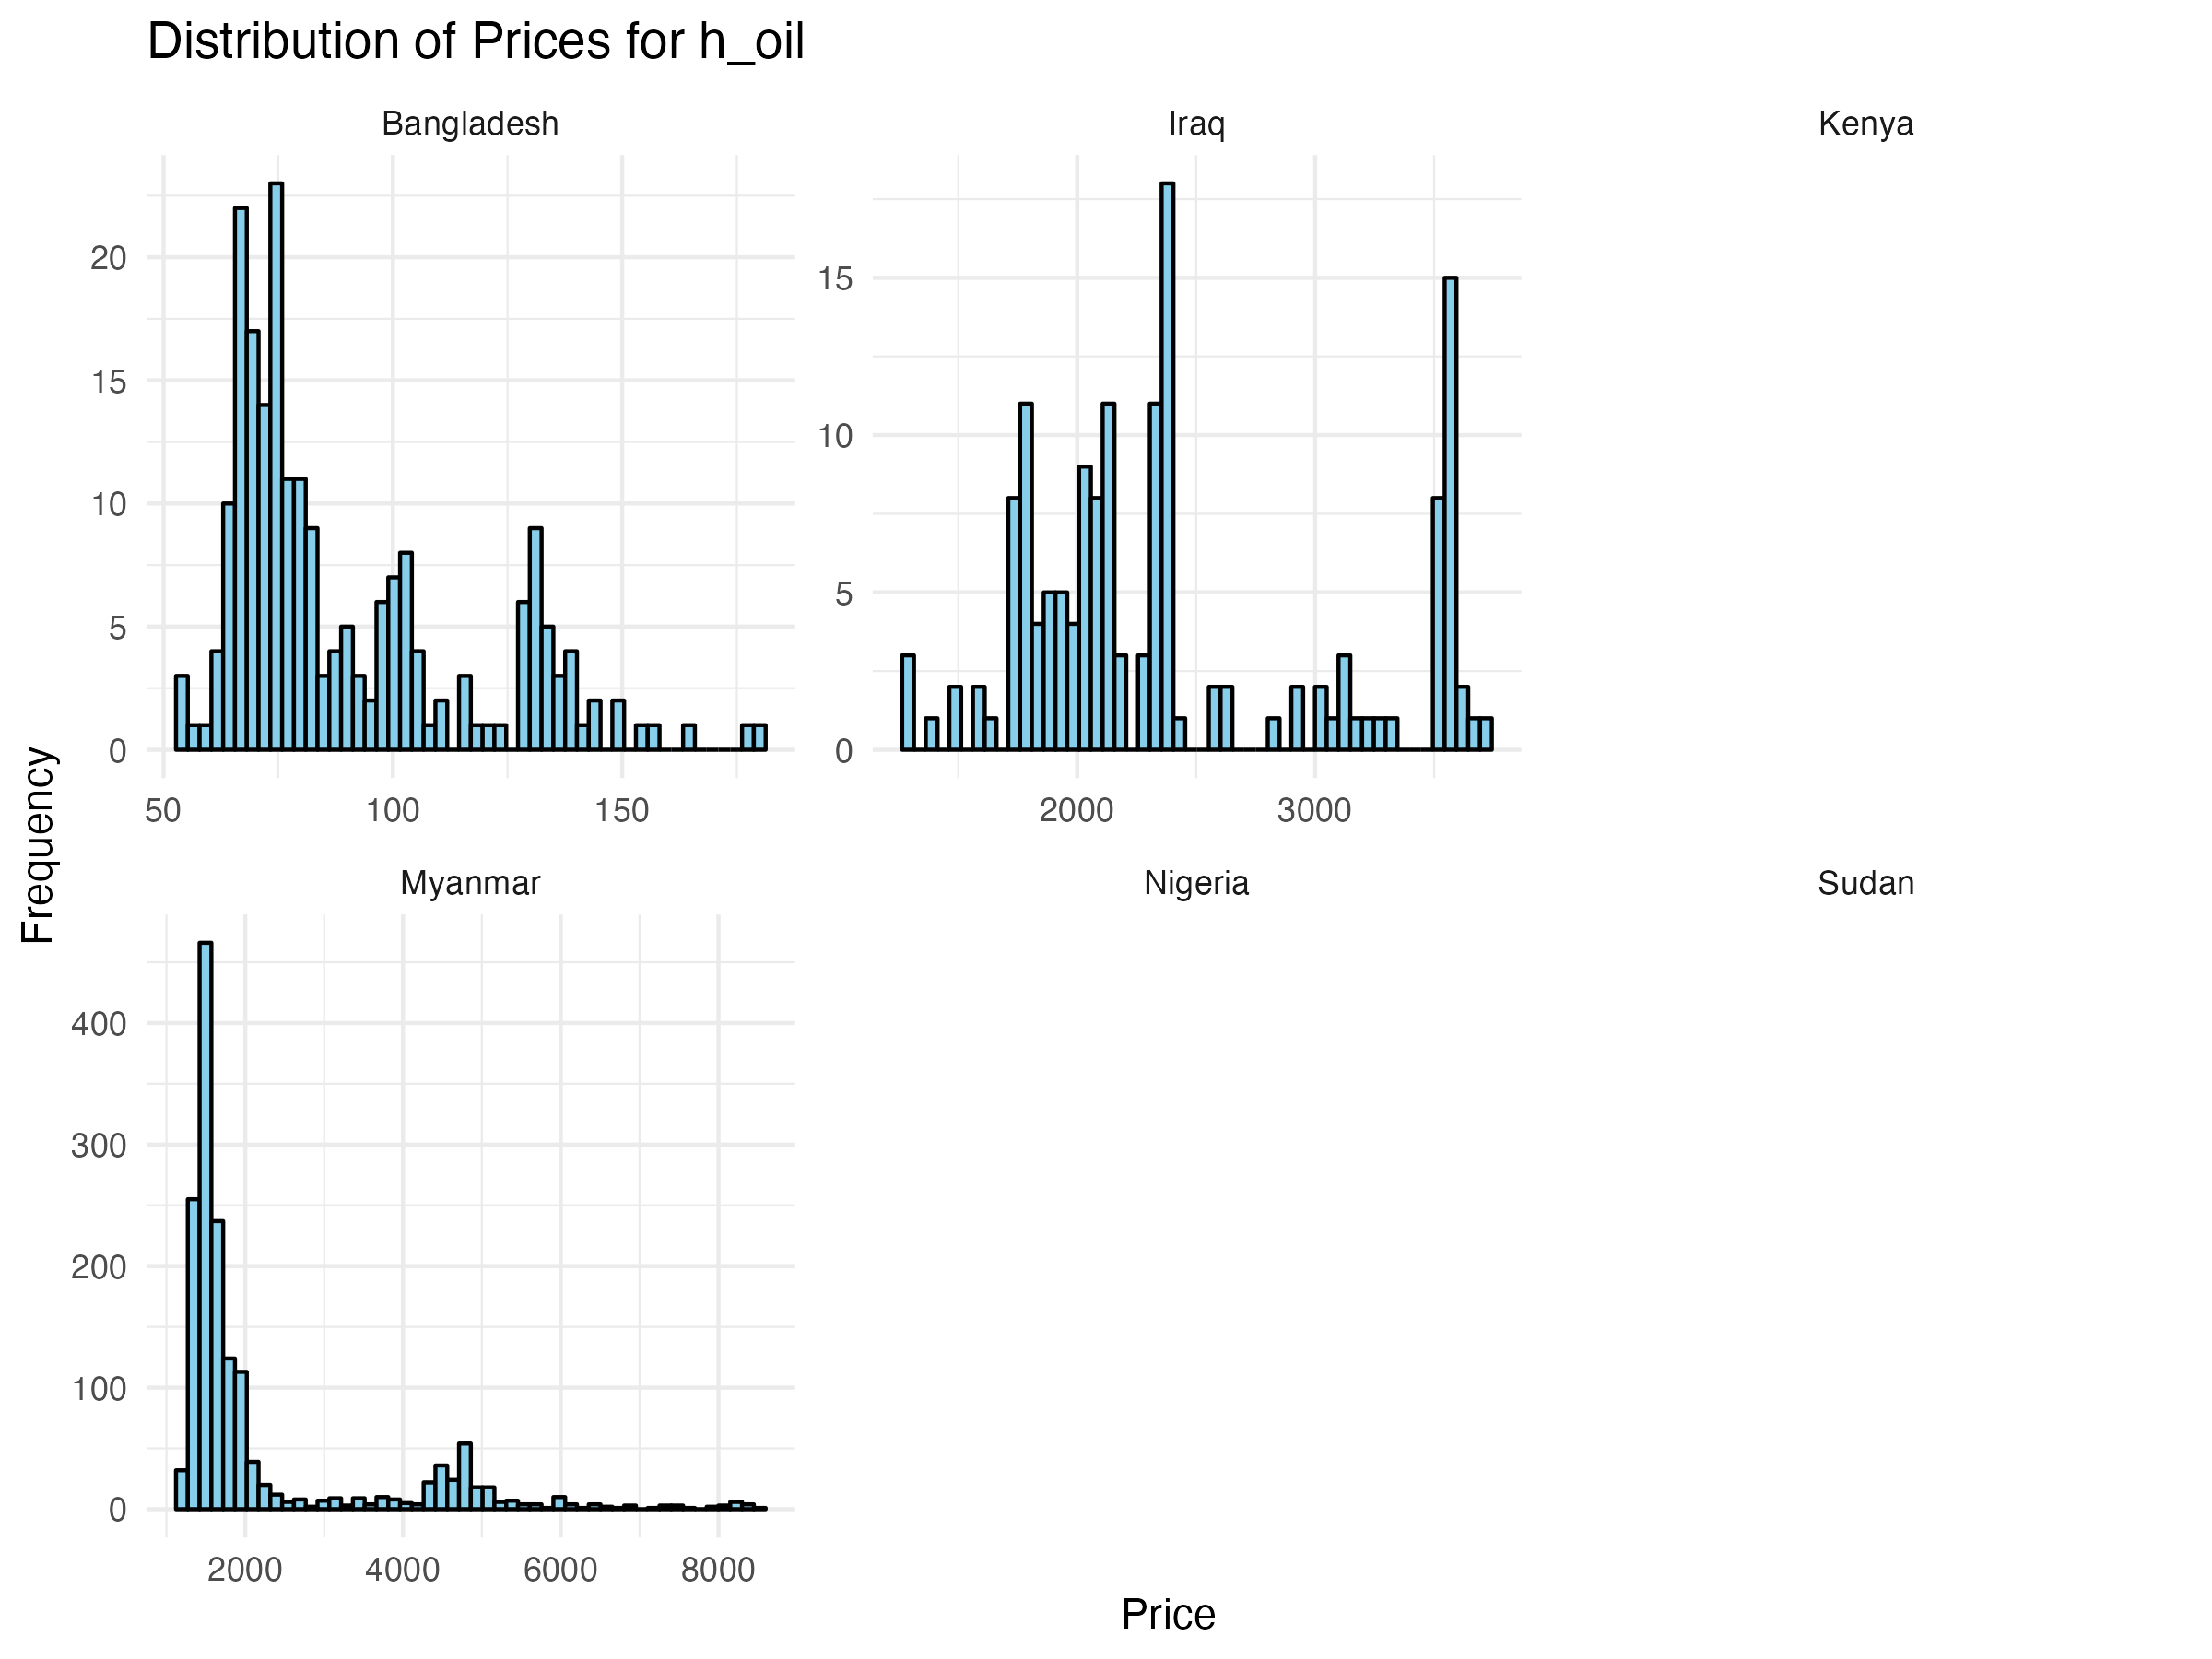 Distribution of Prices for h_oil
Bangladesh
Iraq
Kenya
20
15
10
5
0
50 100 150
15
10
5
0
2000 3000
Frequency
Myanmar
Nigeria
Sudan
400
300
200
100
0
2000 4000 6000 8000
Price